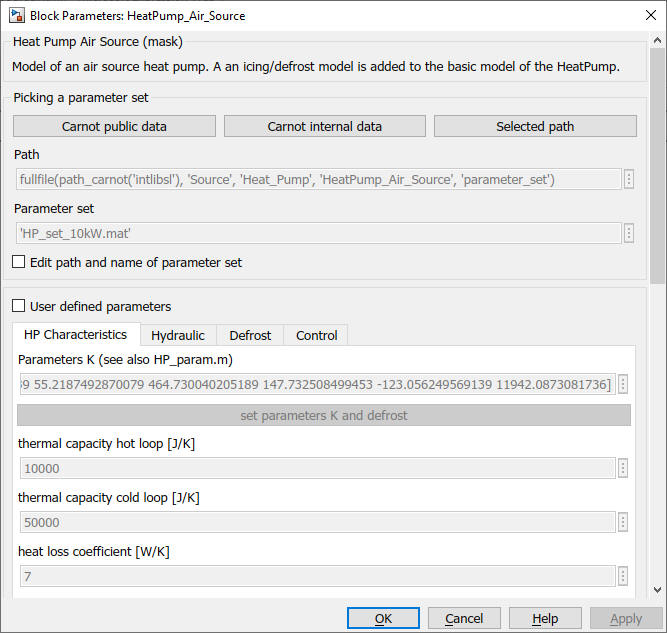 Block Parameters: HeatPump_Air_Source
Heat Pump Air Source (mask)
Model of an air source heat pump. A an icing/defrost model is added to the basic model of the HeatPump.
Picking a parameter set
Carnot public data Carnot internal data Selected path
Path
fullfile(path_carnot('intlibsl'), 'Source', 'Heat_Pump', 'HeatPump_Air_Source', 'parameter_set')
Parameter set
'HP_set_10kW.mat'
Edit path and name of parameter set
User defined parameters
HP Characteristics Hydraulic Defrost Control
Parameters K (see also HP_param.m)
55.2187492870079 464.730040205189 147.732508499453 -123.056249569139 11942.0873081736]
set parameters K and defrost
thermal capacity hot loop [J/K]
10000
thermal capacity cold loop [J/K]
50000
heat loss coefficient [W/K]
7
OK Cancel Help Apply